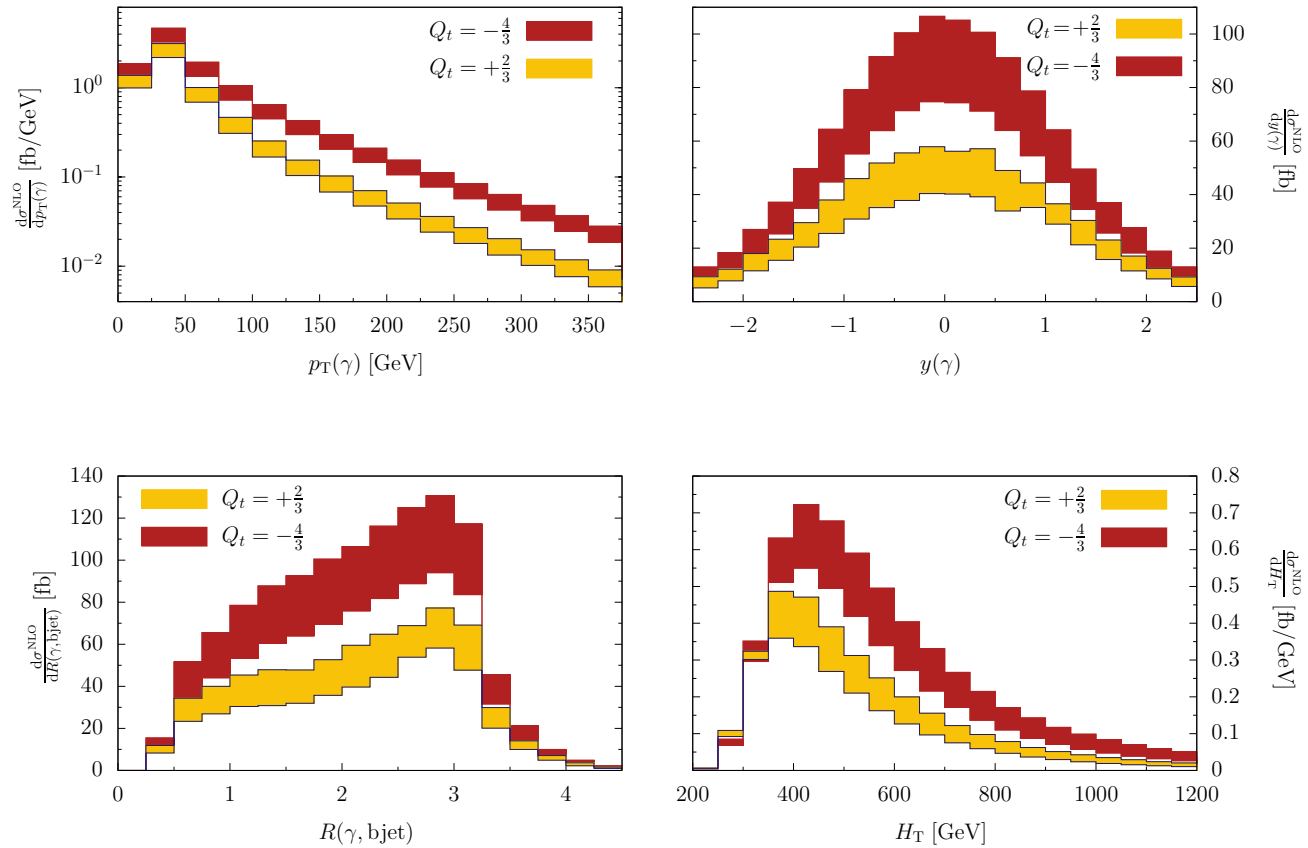 Q_t = −4/3
Q_t = +2/3
10^0
10^−1
10^−2
dσ^NLO/dp_T(γ) [fb/GeV]
0 50 100 150 200 250 300 350
p_T(γ) [GeV]
Q_t = +2/3
Q_t = −4/3
100
80
60
40
20
0
dσ^NLO/dy(γ) [fb]
−2 −1 0 1 2
y(γ)
140
120
100
80
60
40
20
0
dσ^NLO/dR(γ,bjet) [fb]
Q_t = +2/3
Q_t = −4/3
0 1 2 3 4
R(γ, bjet)
Q_t = +2/3
Q_t = −4/3
0.8
0.7
0.6
0.5
0.4
0.3
0.2
0.1
0
dσ^NLO/dH_T [fb/GeV]
200 400 600 800 1000 1200
H_T [GeV]